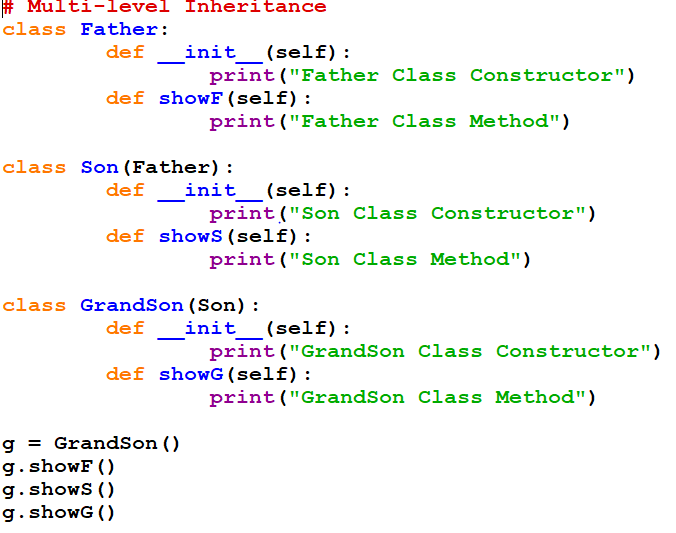 # Multi-level Inheritance
class Father:
        def __init__(self):
                print("Father Class Constructor")
        def showF(self):
                print("Father Class Method")

class Son(Father):
        def __init__(self):
                print("Son Class Constructor")
        def showS(self):
                print("Son Class Method")

class GrandSon(Son):
        def __init__(self):
                print("GrandSon Class Constructor")
        def showG(self):
                print("GrandSon Class Method")

g = GrandSon()
g.showF()
g.showS()
g.showG()